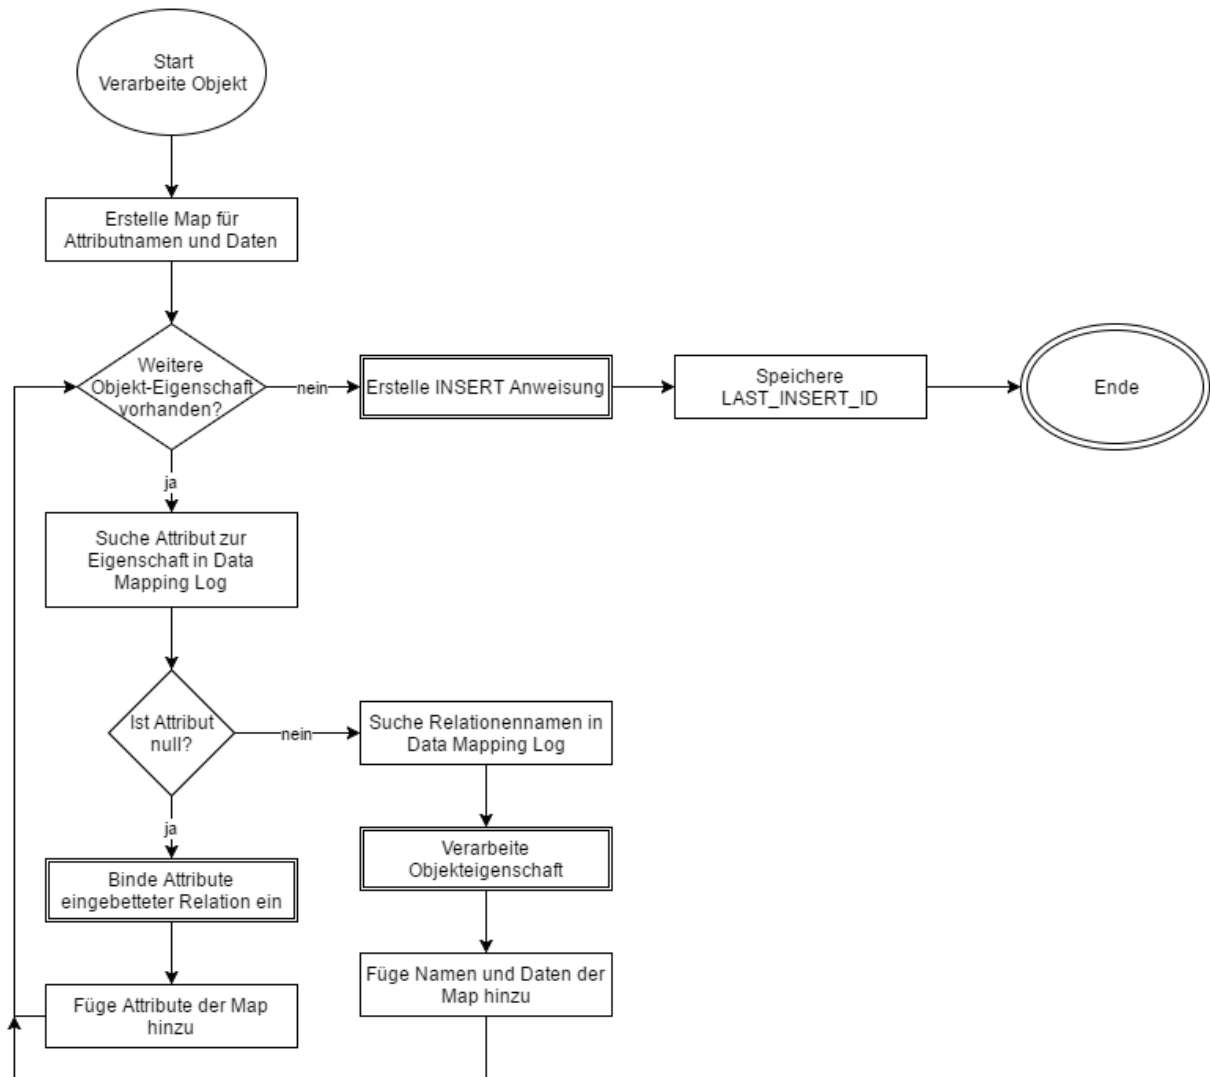 Start
Verarbeite Objekt
Erstelle Map für
Attributnamen und Daten
Weitere
Objekt-Eigenschaft
vorhanden?
nein
Erstelle INSERT Anweisung
Speichere
LAST_INSERT_ID
Ende
ja
Suche Attribut zur
Eigenschaft in Data
Mapping Log
Ist Attribut
null?
nein
Suche Relationennamen in
Data Mapping Log
ja
Verarbeite
Objekteigenschaft
Binde Attribute
eingebetteter Relation ein
Füge Namen und Daten der
Map hinzu
Füge Attribute der Map
hinzu